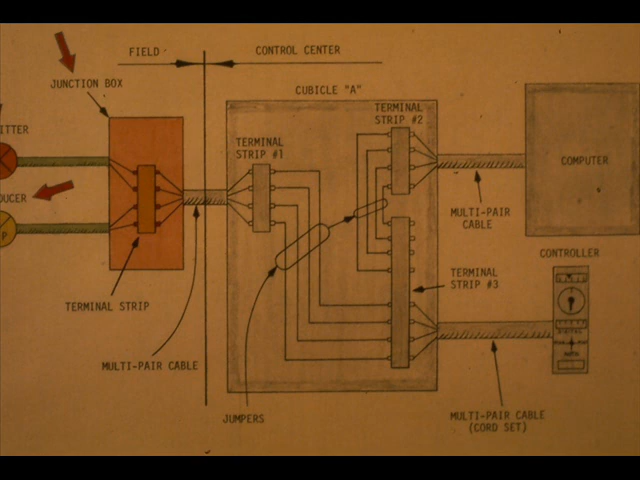 FIELD
CONTROL CENTER
JUNCTION BOX
CUBICLE "A"
TERMINAL
STRIP #2
ITTER
TERMINAL
STRIP #1
COMPUTER
DUCER
P
MULTI-PAIR
CABLE
CONTROLLER
TERMINAL STRIP
TERMINAL
STRIP #3
MULTI-PAIR CABLE
JUMPERS
MULTI-PAIR CABLE
(CORD SET)